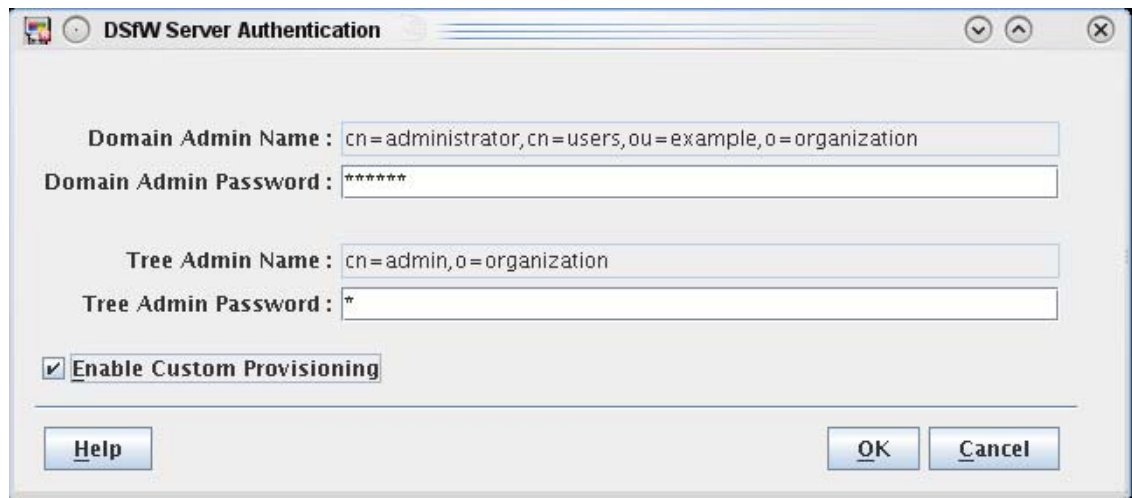 DSfW Server Authentication
Domain Admin Name : cn=administrator,cn=users,ou=example,o=organization
Domain Admin Password : ******
Tree Admin Name : cn=admin,o=organization
Tree Admin Password : *
Enable Custom Provisioning
Help OK Cancel